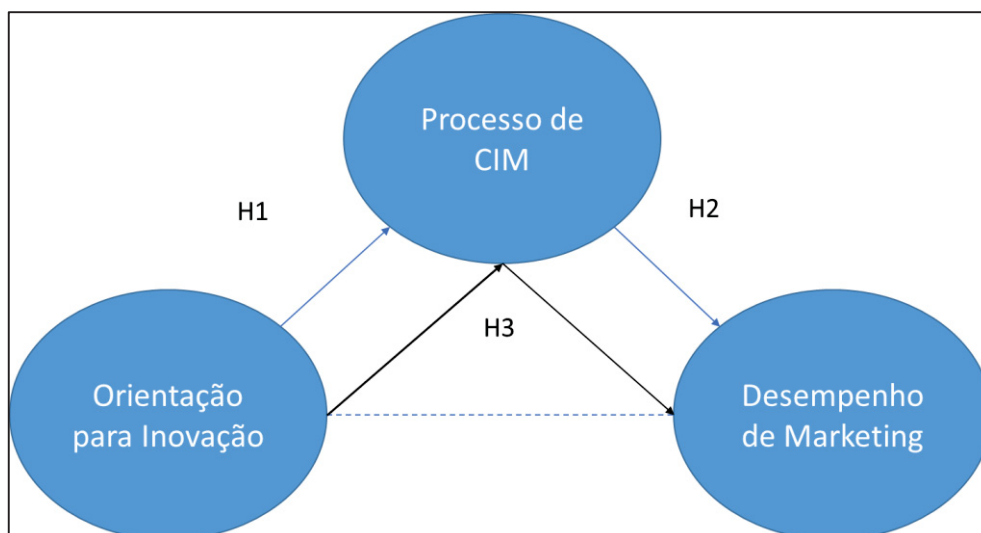 Processo de
CIM
H1
H2
H3
Orientação
para Inovação
Desempenho
de Marketing